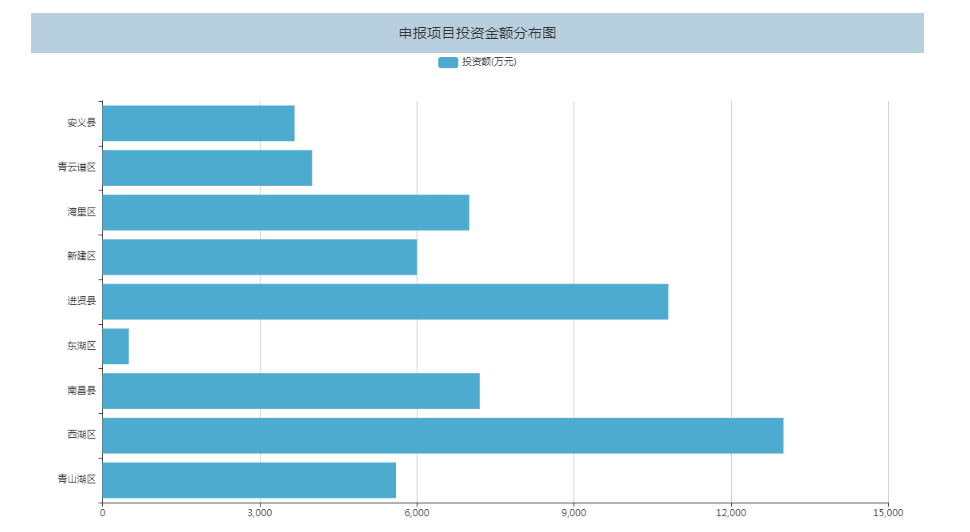 申报项目投资金额分布图
投资额(万元)
安义县
青云谱区
湾里区
新建区
进贤县
东湖区
南昌县
西湖区
青山湖区
0 3,000 6,000 9,000 12,000 15,000